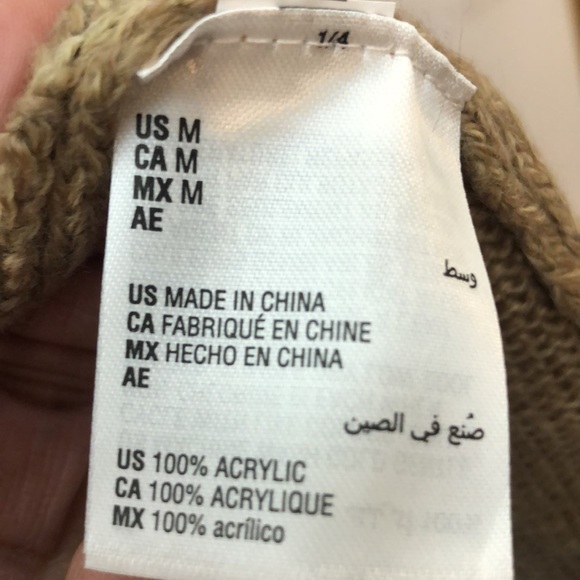 1/4
US M
CA M
MX M
AE
وسط
US MADE IN CHINA
CA FABRIQUÉ EN CHINE
MX HECHO EN CHINA
AE
صُنع في الصين
US 100% ACRYLIC
CA 100% ACRYLIQUE
MX 100% acrílico